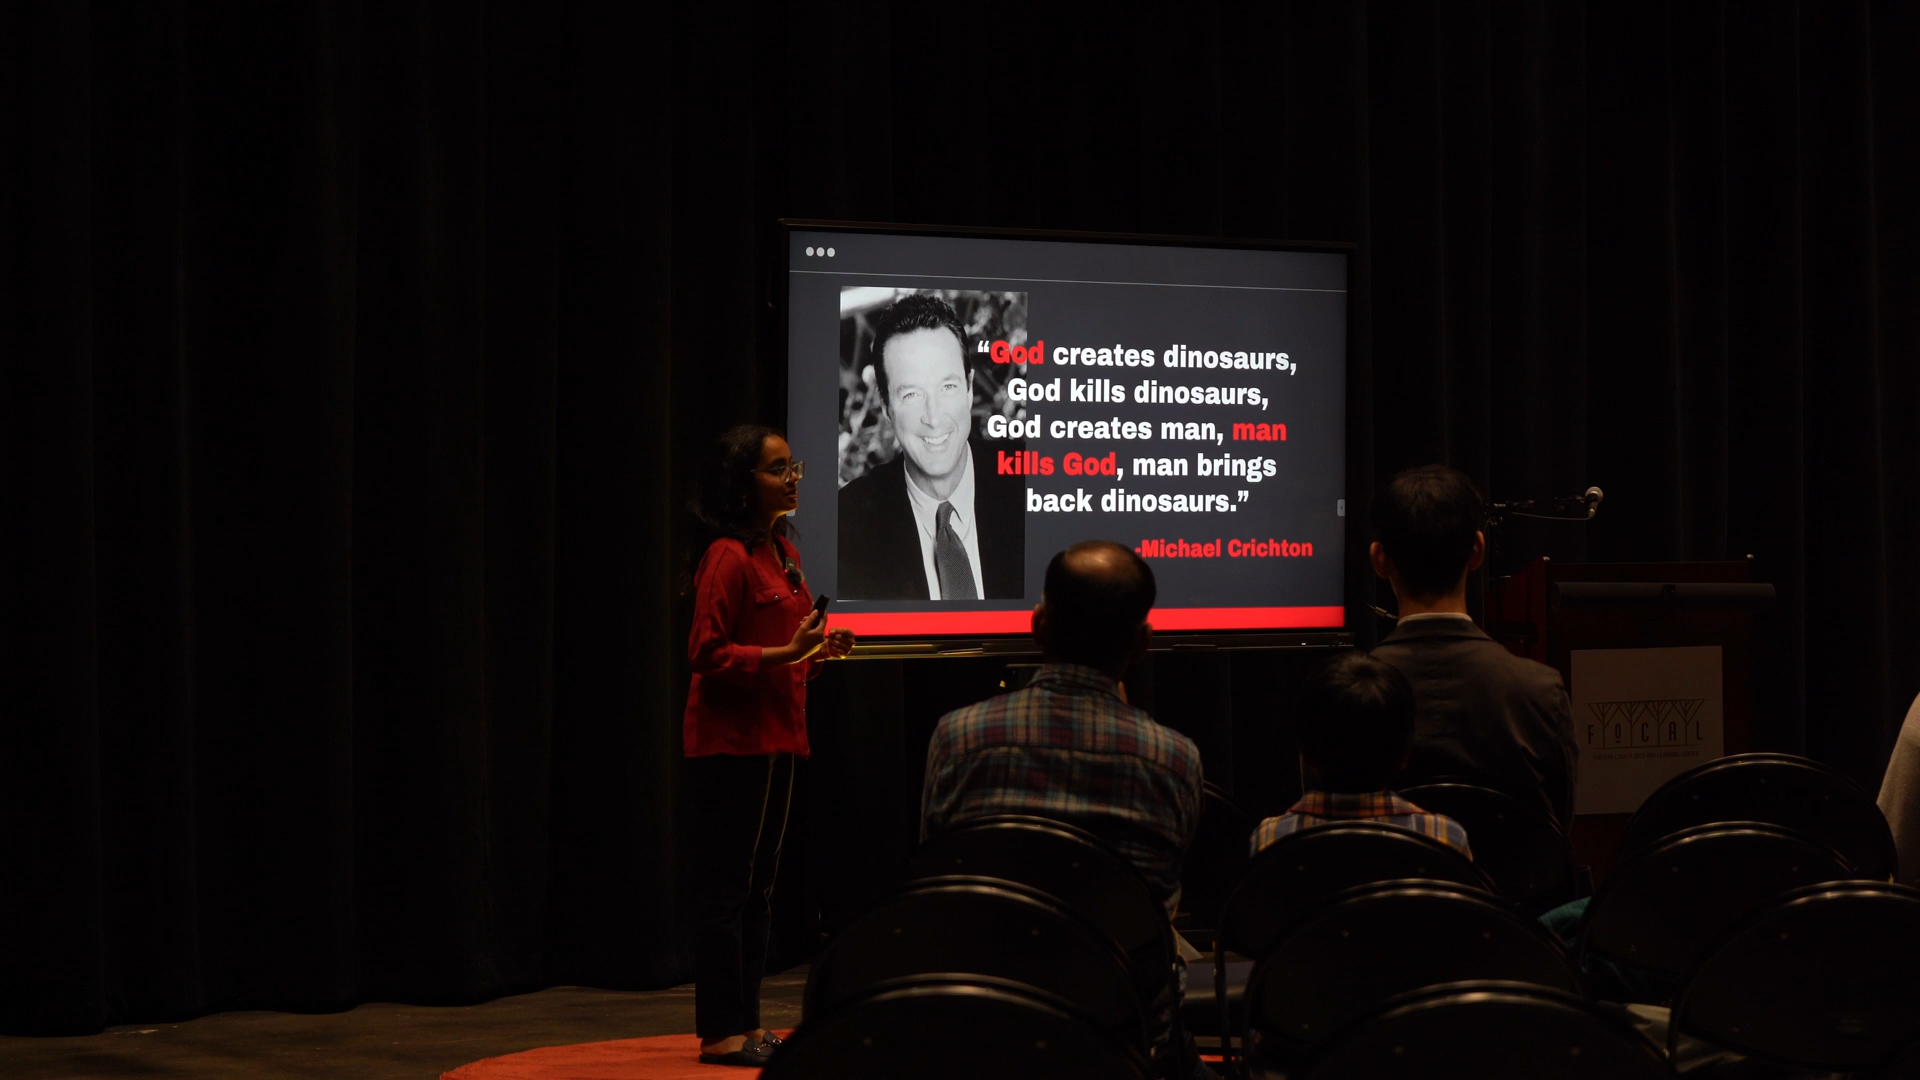 “God creates dinosaurs,
God kills dinosaurs,
God creates man, man
kills God, man brings
back dinosaurs.”
-Michael Crichton
FOCAL